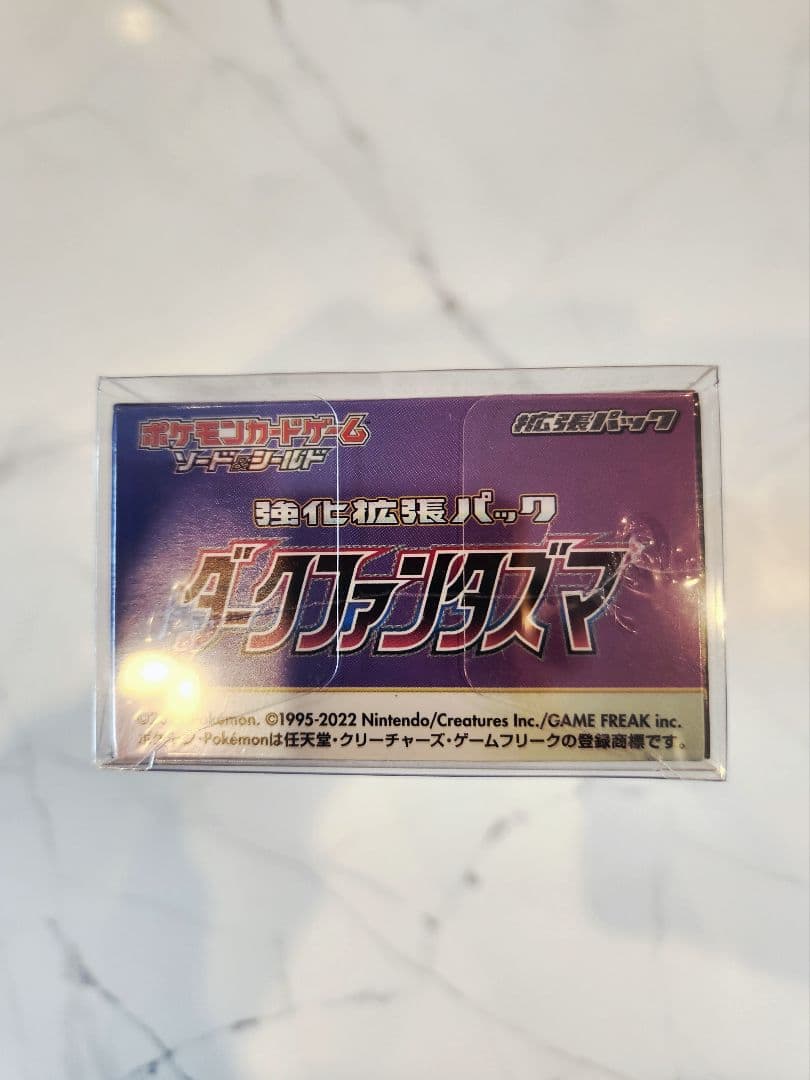 ポケモンカードゲーム
ソード&シールド
拡張パック
強化拡張パック
ダークファンタズマ
Pokémon. ©1995-2022 Nintendo/Creatures Inc./GAME FREAK inc.
ポケモン・Pokémonは任天堂・クリーチャーズ・ゲームフリークの登録商標です。